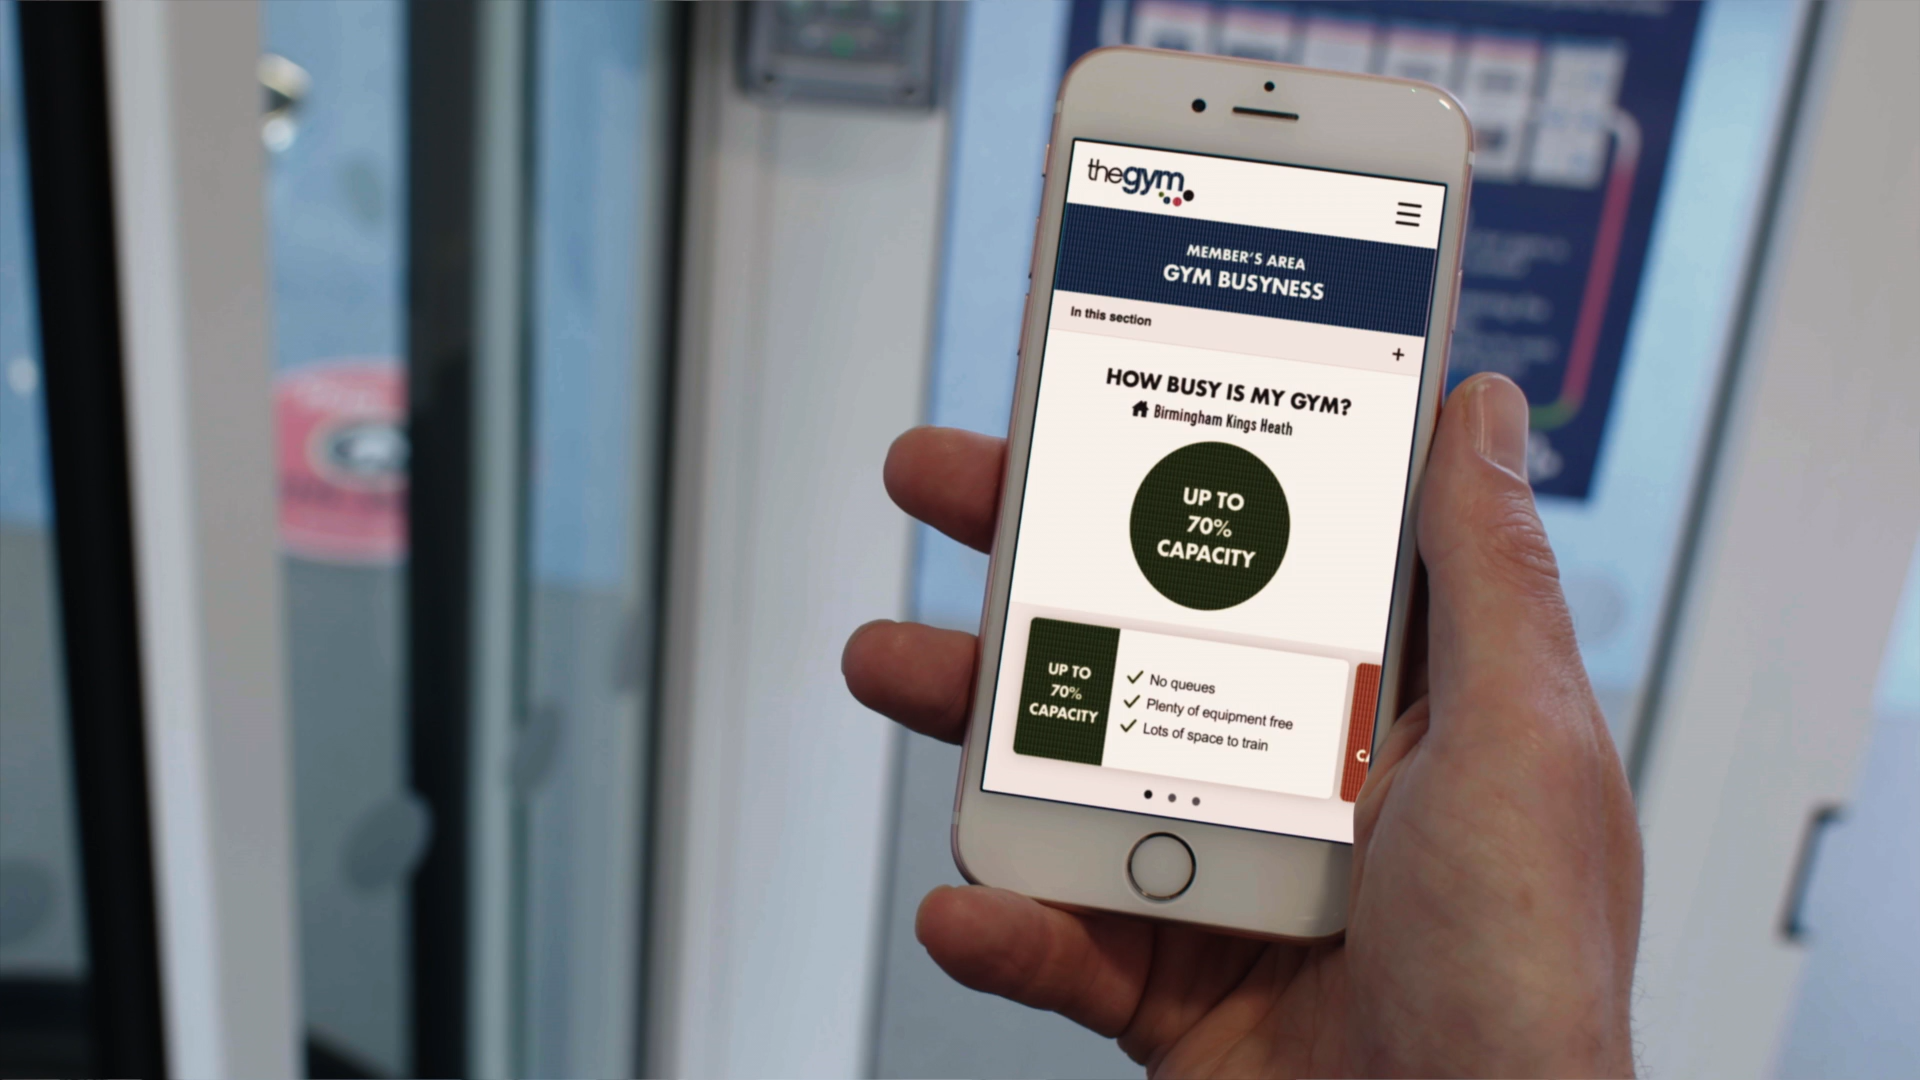 thegym
MEMBER'S AREA
GYM BUSYNESS
In this section
+
HOW BUSY IS MY GYM?
Birmingham Kings Heath
UP TO
70%
CAPACITY
UP TO
70%
CAPACITY
No queues
Plenty of equipment free
Lots of space to train